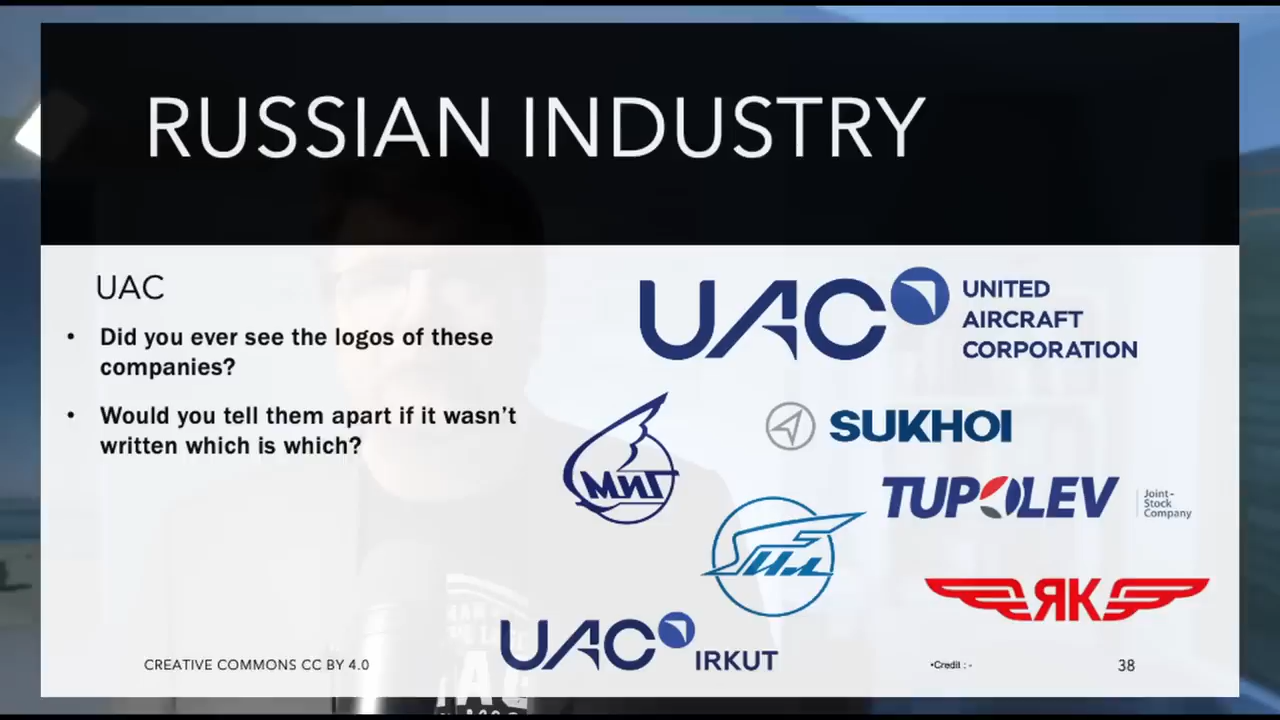 RUSSIAN INDUSTRY
UAC
• Did you ever see the logos of these
companies?
• Would you tell them apart if it wasn't
written which is which?
UAC
UNITED
AIRCRAFT
CORPORATION
МиГ
SUKHOI
TUPOLEV
Joint-
Stock
Company
Ил
ЯК
UAC IRKUT
CREATIVE COMMONS CC BY 4.0
•Credit : -
38